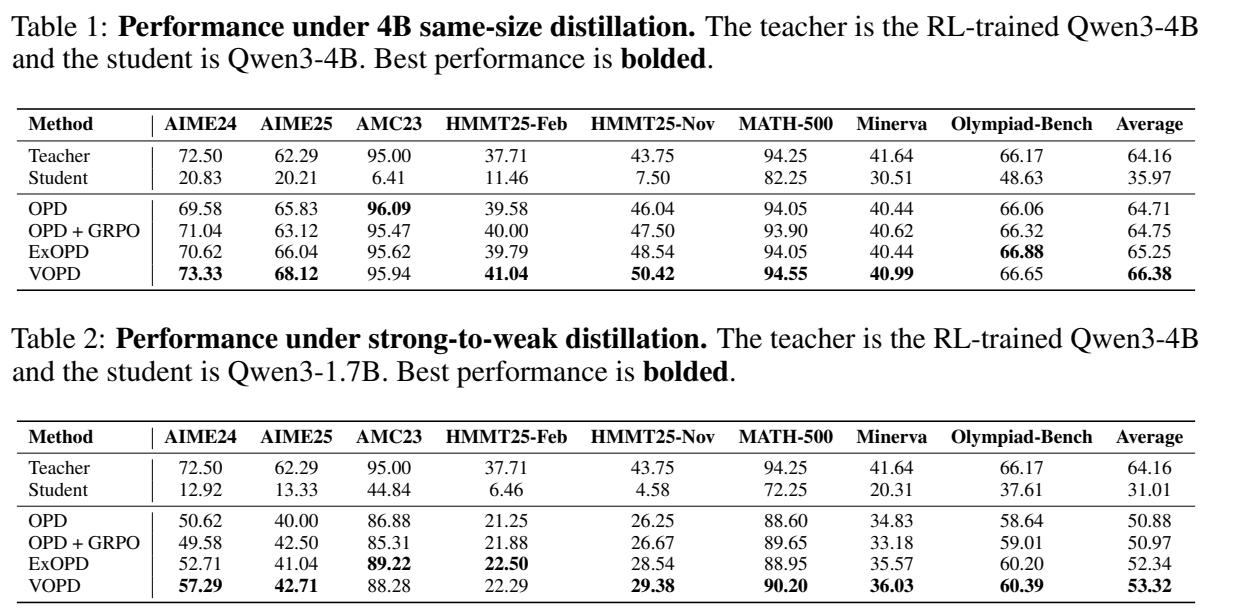 Table 1: Performance under 4B same-size distillation. The teacher is the RL-trained Qwen3-4B
and the student is Qwen3-4B. Best performance is bolded.
Method AIME24 AIME25 AMC23 HMMT25-Feb HMMT25-Nov MATH-500 Minerva Olympiad-Bench Average
Teacher 72.50 62.29 95.00 37.71 43.75 94.25 41.64 66.17 64.16
Student 20.83 20.21 6.41 11.46 7.50 82.25 30.51 48.63 35.97
OPD 69.58 65.83 96.09 39.58 46.04 94.05 40.44 66.06 64.71
OPD + GRPO 71.04 63.12 95.47 40.00 47.50 93.90 40.62 66.32 64.75
ExOPD 70.62 66.04 95.62 39.79 48.54 94.05 40.44 66.88 65.25
VOPD 73.33 68.12 95.94 41.04 50.42 94.55 40.99 66.65 66.38
Table 2: Performance under strong-to-weak distillation. The teacher is the RL-trained Qwen3-4B
and the student is Qwen3-1.7B. Best performance is bolded.
Method AIME24 AIME25 AMC23 HMMT25-Feb HMMT25-Nov MATH-500 Minerva Olympiad-Bench Average
Teacher 72.50 62.29 95.00 37.71 43.75 94.25 41.64 66.17 64.16
Student 12.92 13.33 44.84 6.46 4.58 72.25 20.31 37.61 31.01
OPD 50.62 40.00 86.88 21.25 26.25 88.60 34.83 58.64 50.88
OPD + GRPO 49.58 42.50 85.31 21.88 26.67 89.65 33.18 59.01 50.97
ExOPD 52.71 41.04 89.22 22.50 28.54 88.95 35.57 60.20 52.34
VOPD 57.29 42.71 88.28 22.29 29.38 90.20 36.03 60.39 53.32